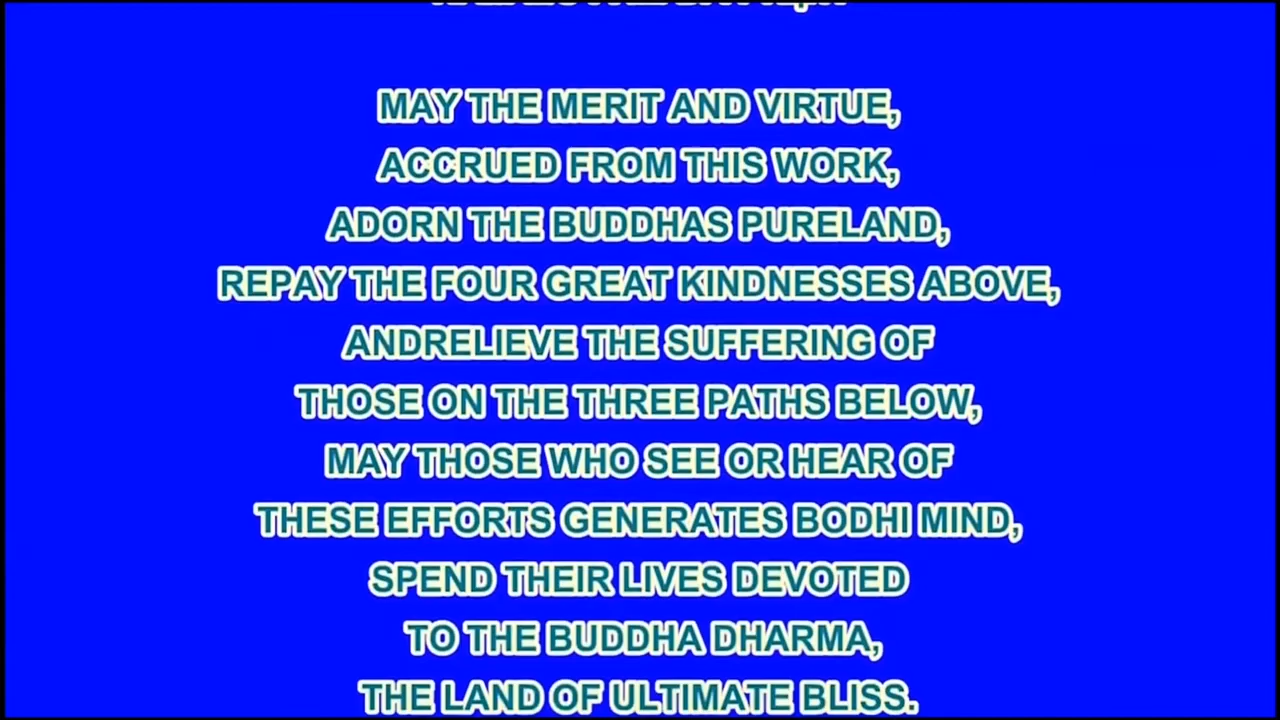 MAY THE MERIT AND VIRTUE,
ACCRUED FROM THIS WORK,
ADORN THE BUDDHAS PURELAND,
REPAY THE FOUR GREAT KINDNESSES ABOVE,
ANDRELIEVE THE SUFFERING OF
THOSE ON THE THREE PATHS BELOW,
MAY THOSE WHO SEE OR HEAR OF
THESE EFFORTS GENERATES BODHI MIND,
SPEND THEIR LIVES DEVOTED
TO THE BUDDHA DHARMA,
THE LAND OF ULTIMATE BLISS.